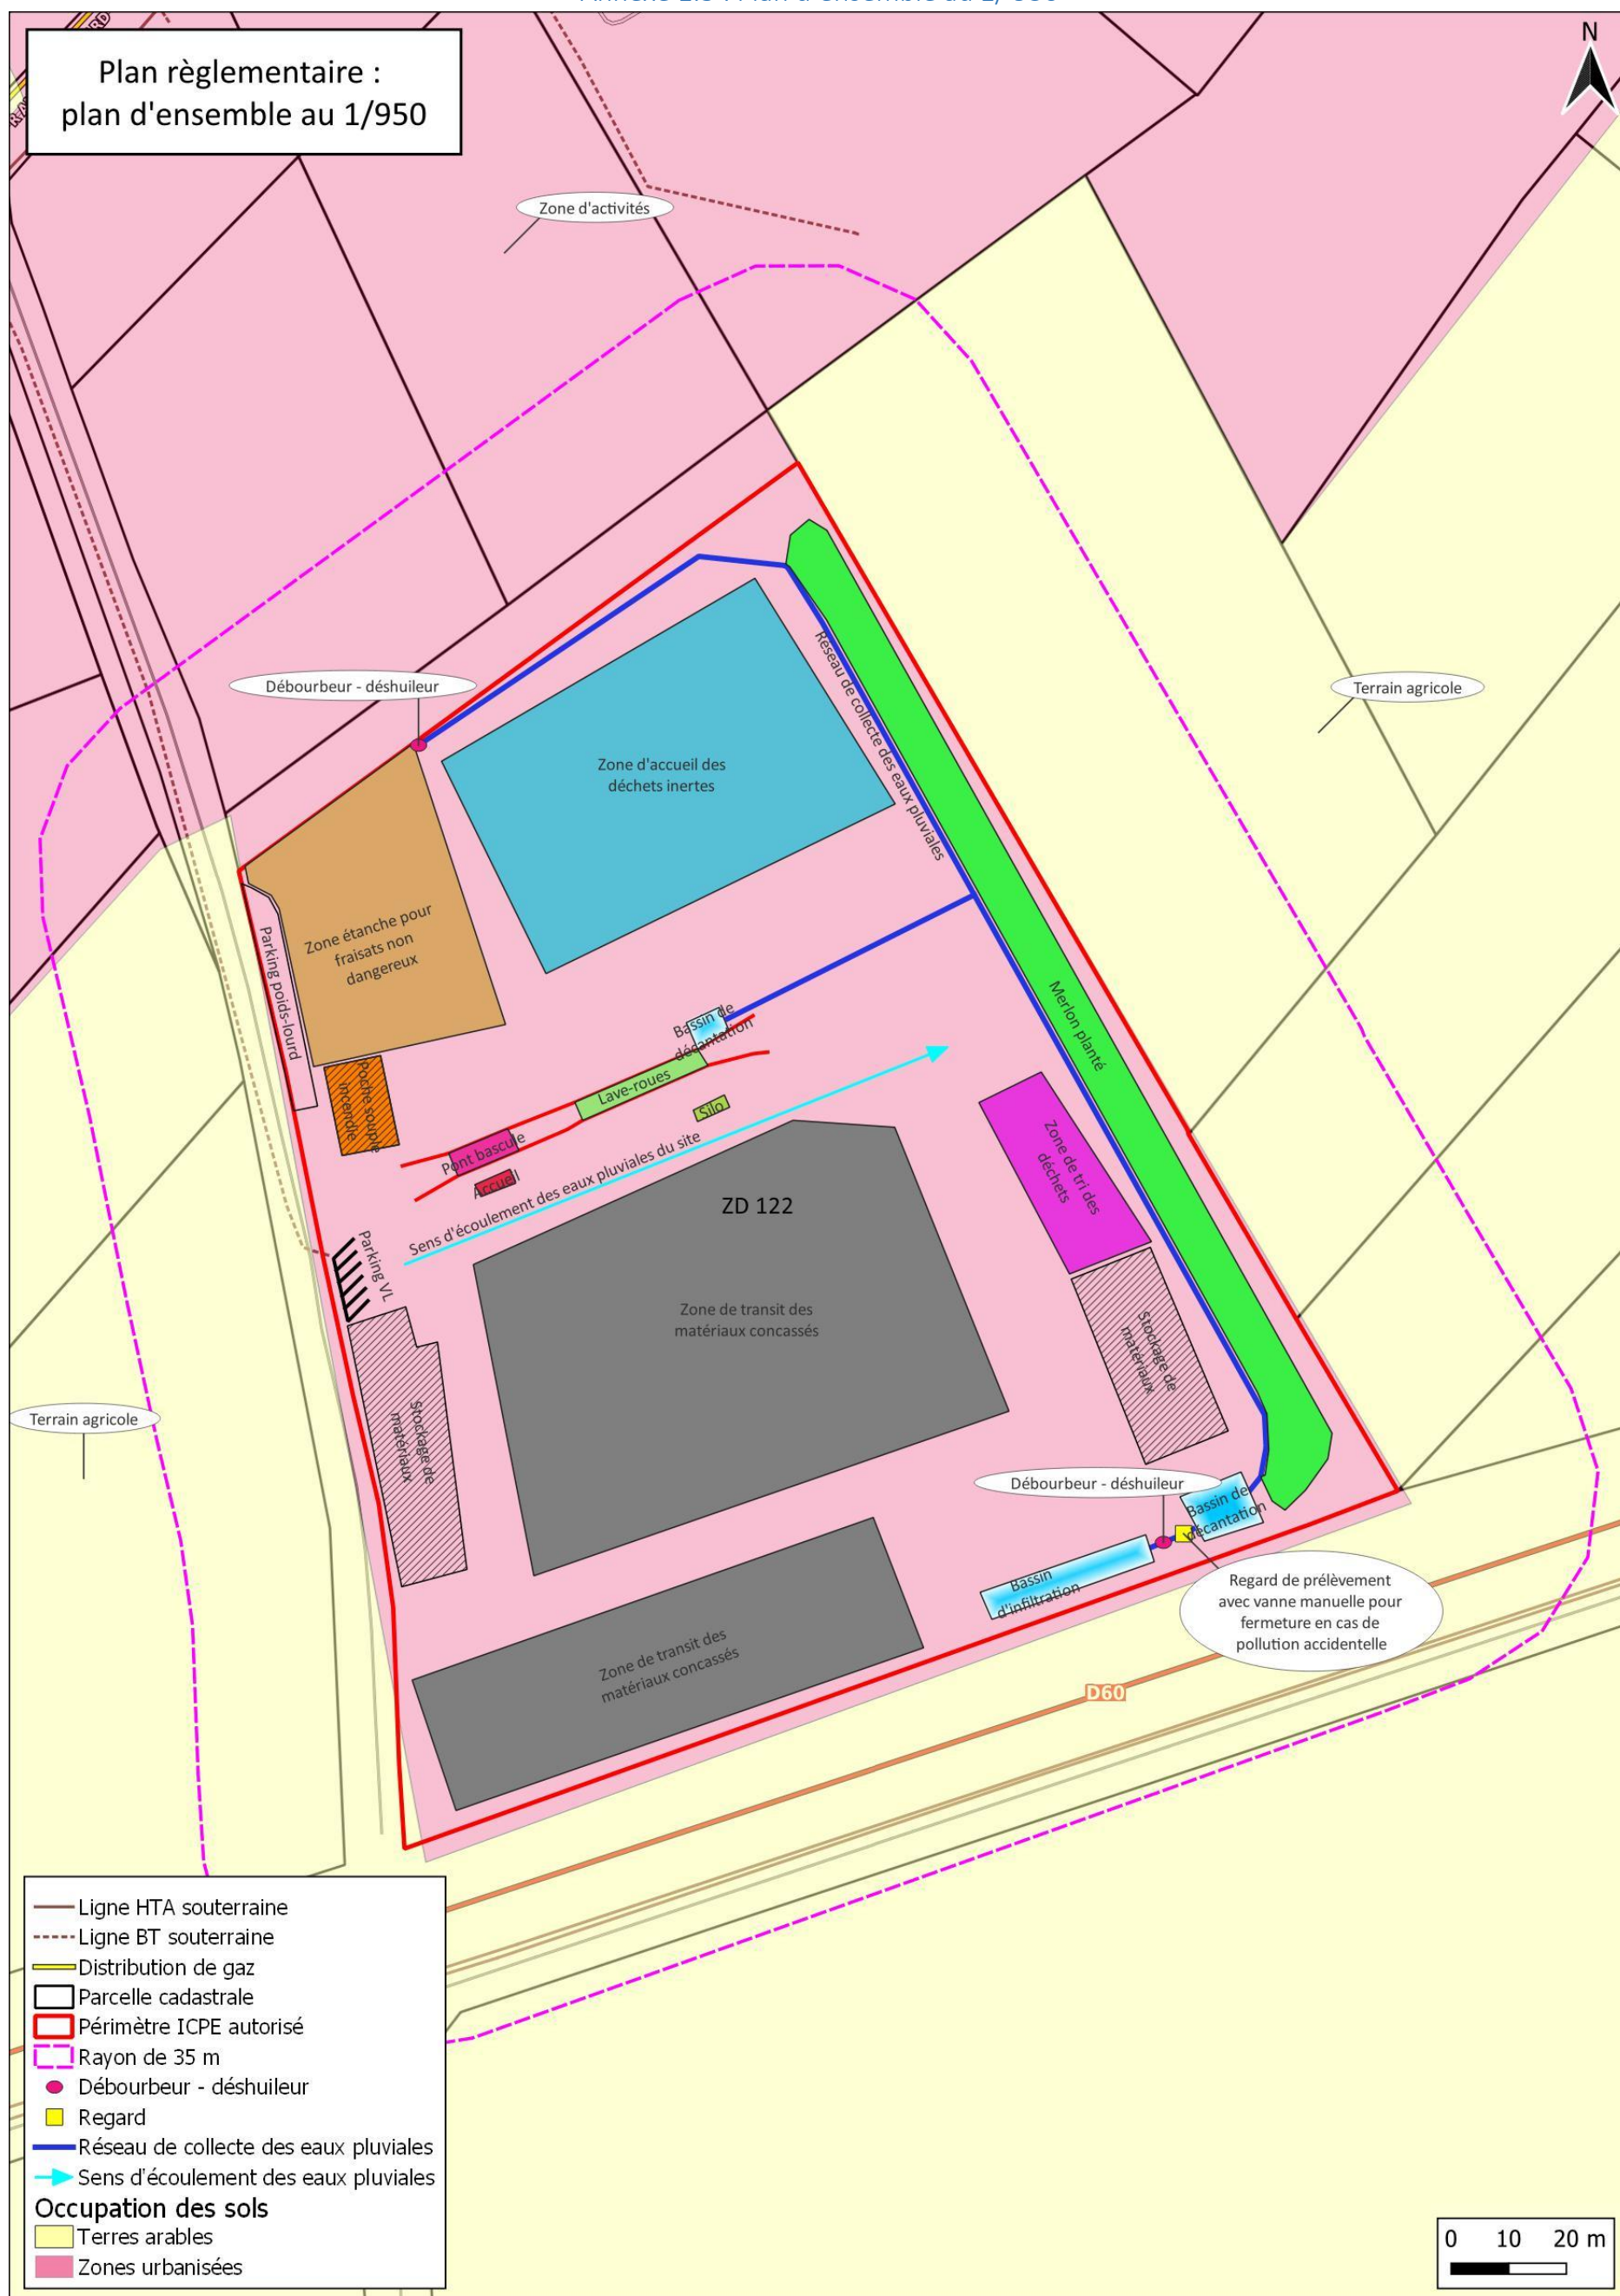 Plan règlementaire :
plan d'ensemble au 1/950
N
Zone d'activités
Débourbeur - déshuileur
Terrain agricole
Réseau de collecte des eaux pluviales
Zone d'accueil des
déchets inertes
Zone étanche pour
fraisats non
dangereux
Parking poids-lourd
Merlon planté
Bassin de
décantation
Poche souple
incendie
Lave-roues
Silo
Pont bascule
Accueil
Sens d'écoulement des eaux pluviales du site
Zone de tri des
déchets
ZD 122
Parking VL
Zone de transit des
matériaux concassés
Stockage de
matériaux
Stockage de
matériaux
Terrain agricole
Débourbeur - déshuileur
Bassin de
décantation
Bassin
d'infiltration
Regard de prélèvement
avec vanne manuelle pour
fermeture en cas de
pollution accidentelle
Zone de transit des
matériaux concassés
D60
Ligne HTA souterraine
Ligne BT souterraine
Distribution de gaz
Parcelle cadastrale
Périmètre ICPE autorisé
Rayon de 35 m
Débourbeur - déshuileur
Regard
Réseau de collecte des eaux pluviales
Sens d'écoulement des eaux pluviales
Occupation des sols
Terres arables
Zones urbanisées
0 10 20 m